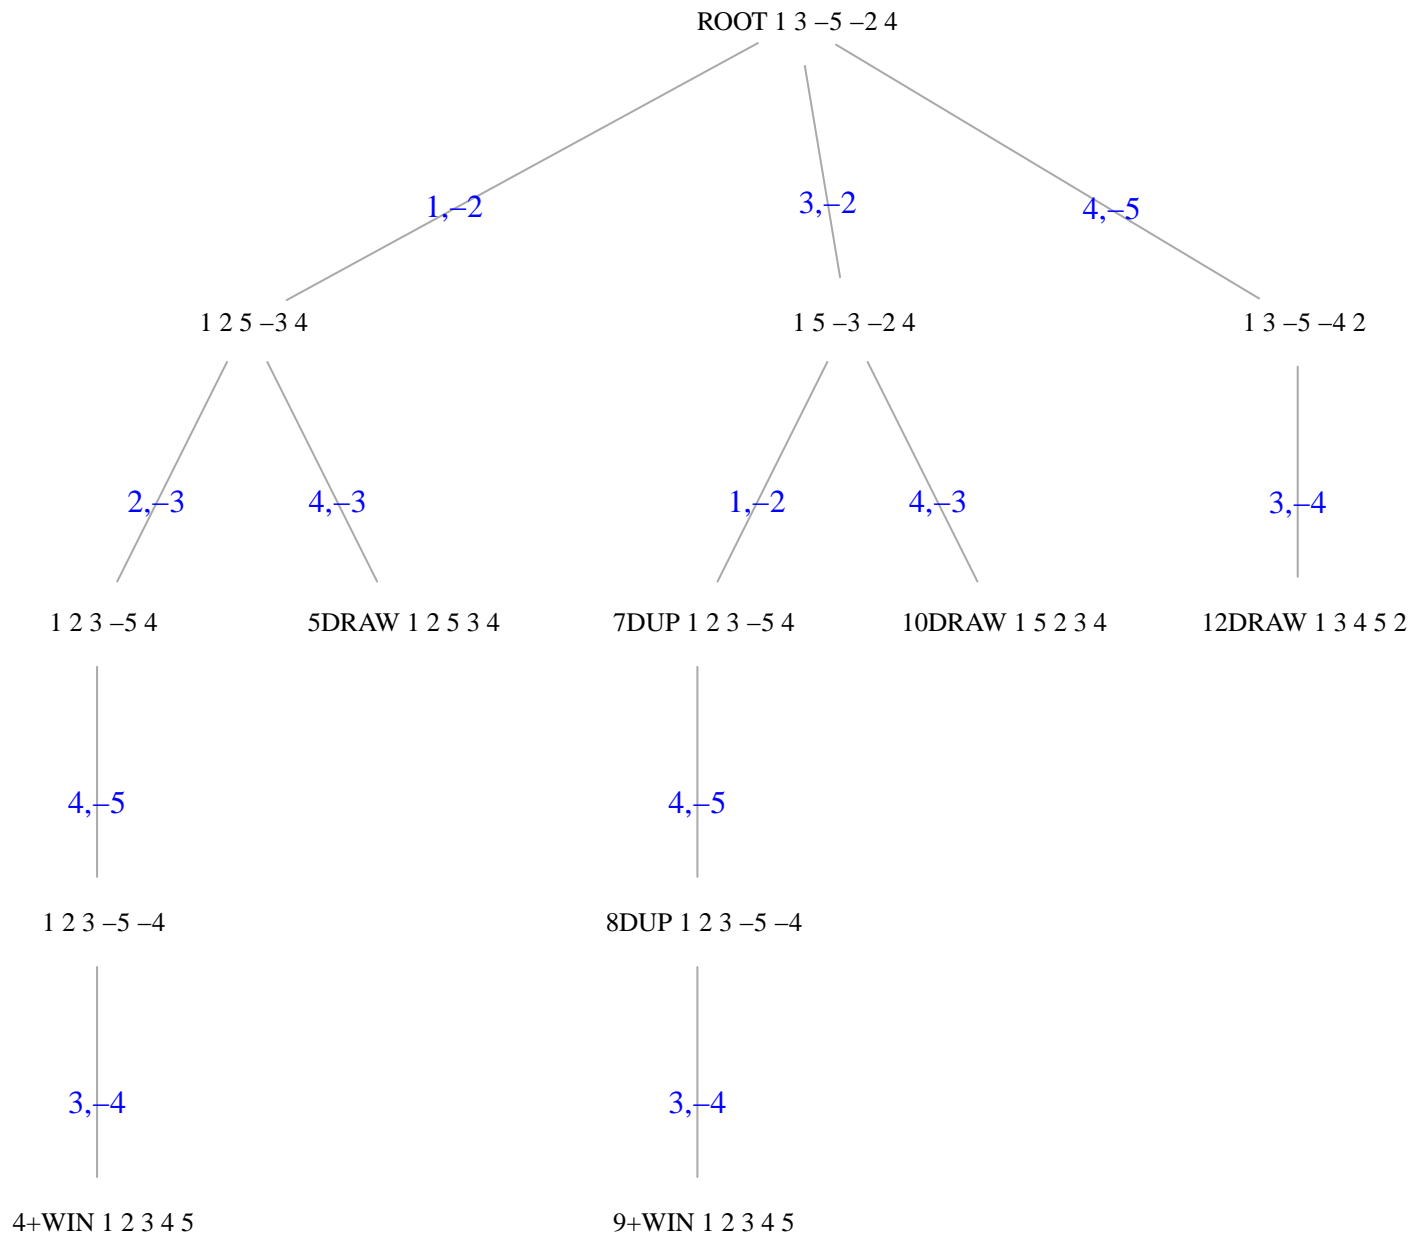 ROOT 1 3 –5 –2 4
1,–2
3,–2
4,–5
1 2 5 –3 4
1 5 –3 –2 4
1 3 –5 –4 2
2,–3
4,–3
1,–2
4,–3
3,–4
1 2 3 –5 4
5DRAW 1 2 5 3 4
7DUP 1 2 3 –5 4
10DRAW 1 5 2 3 4
12DRAW 1 3 4 5 2
4,–5
4,–5
1 2 3 –5 –4
8DUP 1 2 3 –5 –4
3,–4
3,–4
4+WIN 1 2 3 4 5
9+WIN 1 2 3 4 5